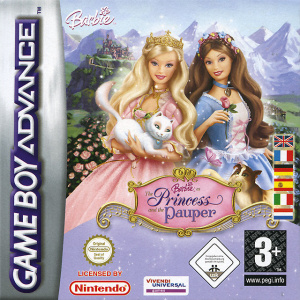 GAME BOY ADVANCE
Barbie
Barbie as
The Princess
and the
Pauper
LICENSED BY
Nintendo
VIVENDI
UNIVERSAL
games
3+
www.pegi.info